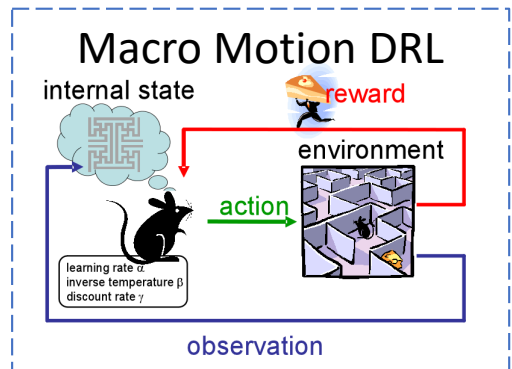 Macro Motion DRL
internal state
reward
environment
action
learning rate α
inverse temperature β
discount rate γ
observation